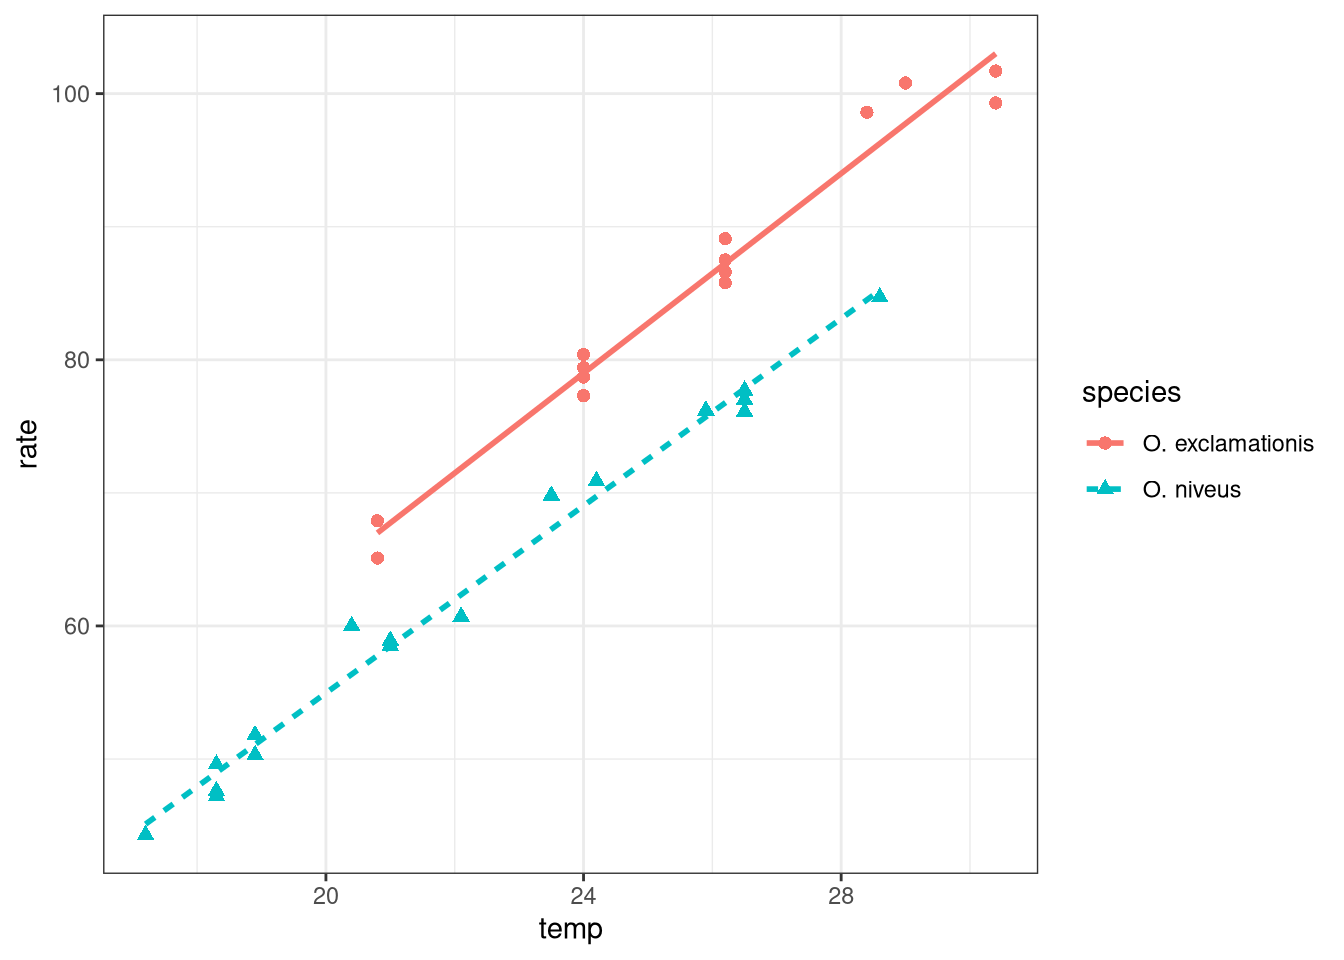 100
80
60
rate
20
24
28
temp
species
O. exclamationis
O. niveus